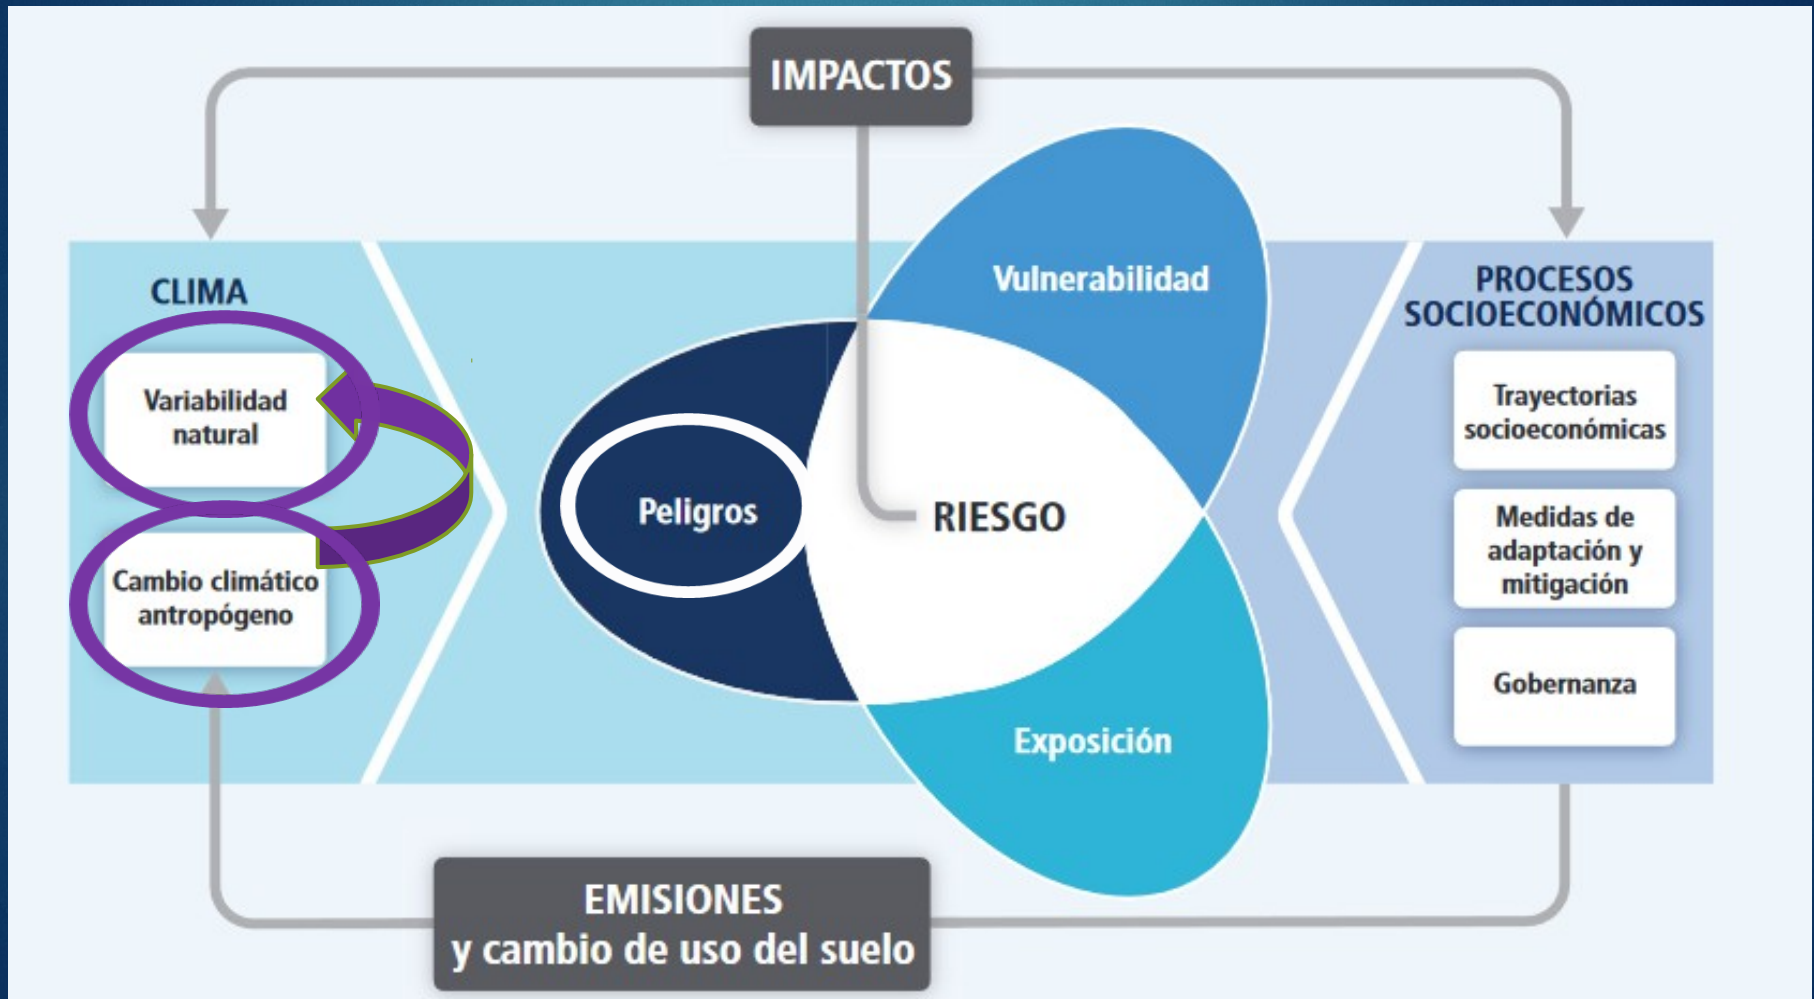 IMPACTOS
CLIMA
Variabilidad
natural
Cambio climático
antropógeno
Peligros
RIESGO
Vulnerabilidad
Exposición
PROCESOS
SOCIOECONÓMICOS
Trayectorias
socioeconómicas
Medidas de
adaptación y
mitigación
Gobernanza
EMISIONES
y cambio de uso del suelo